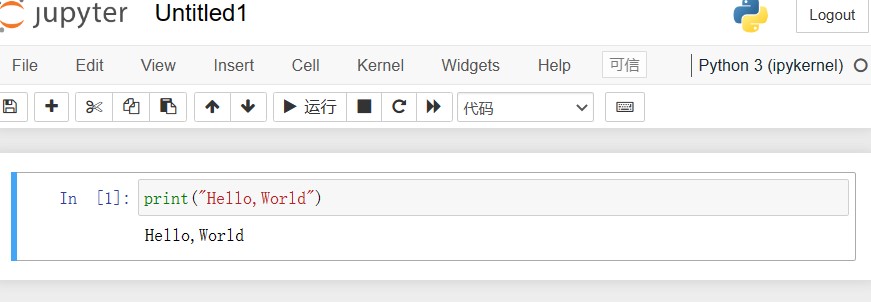 jupyter Untitled1 Logout
File Edit View Insert Cell Kernel Widgets Help 可信 Python 3 (ipykernel)
运行 代码
In [1]: print("Hello,World")
Hello,World